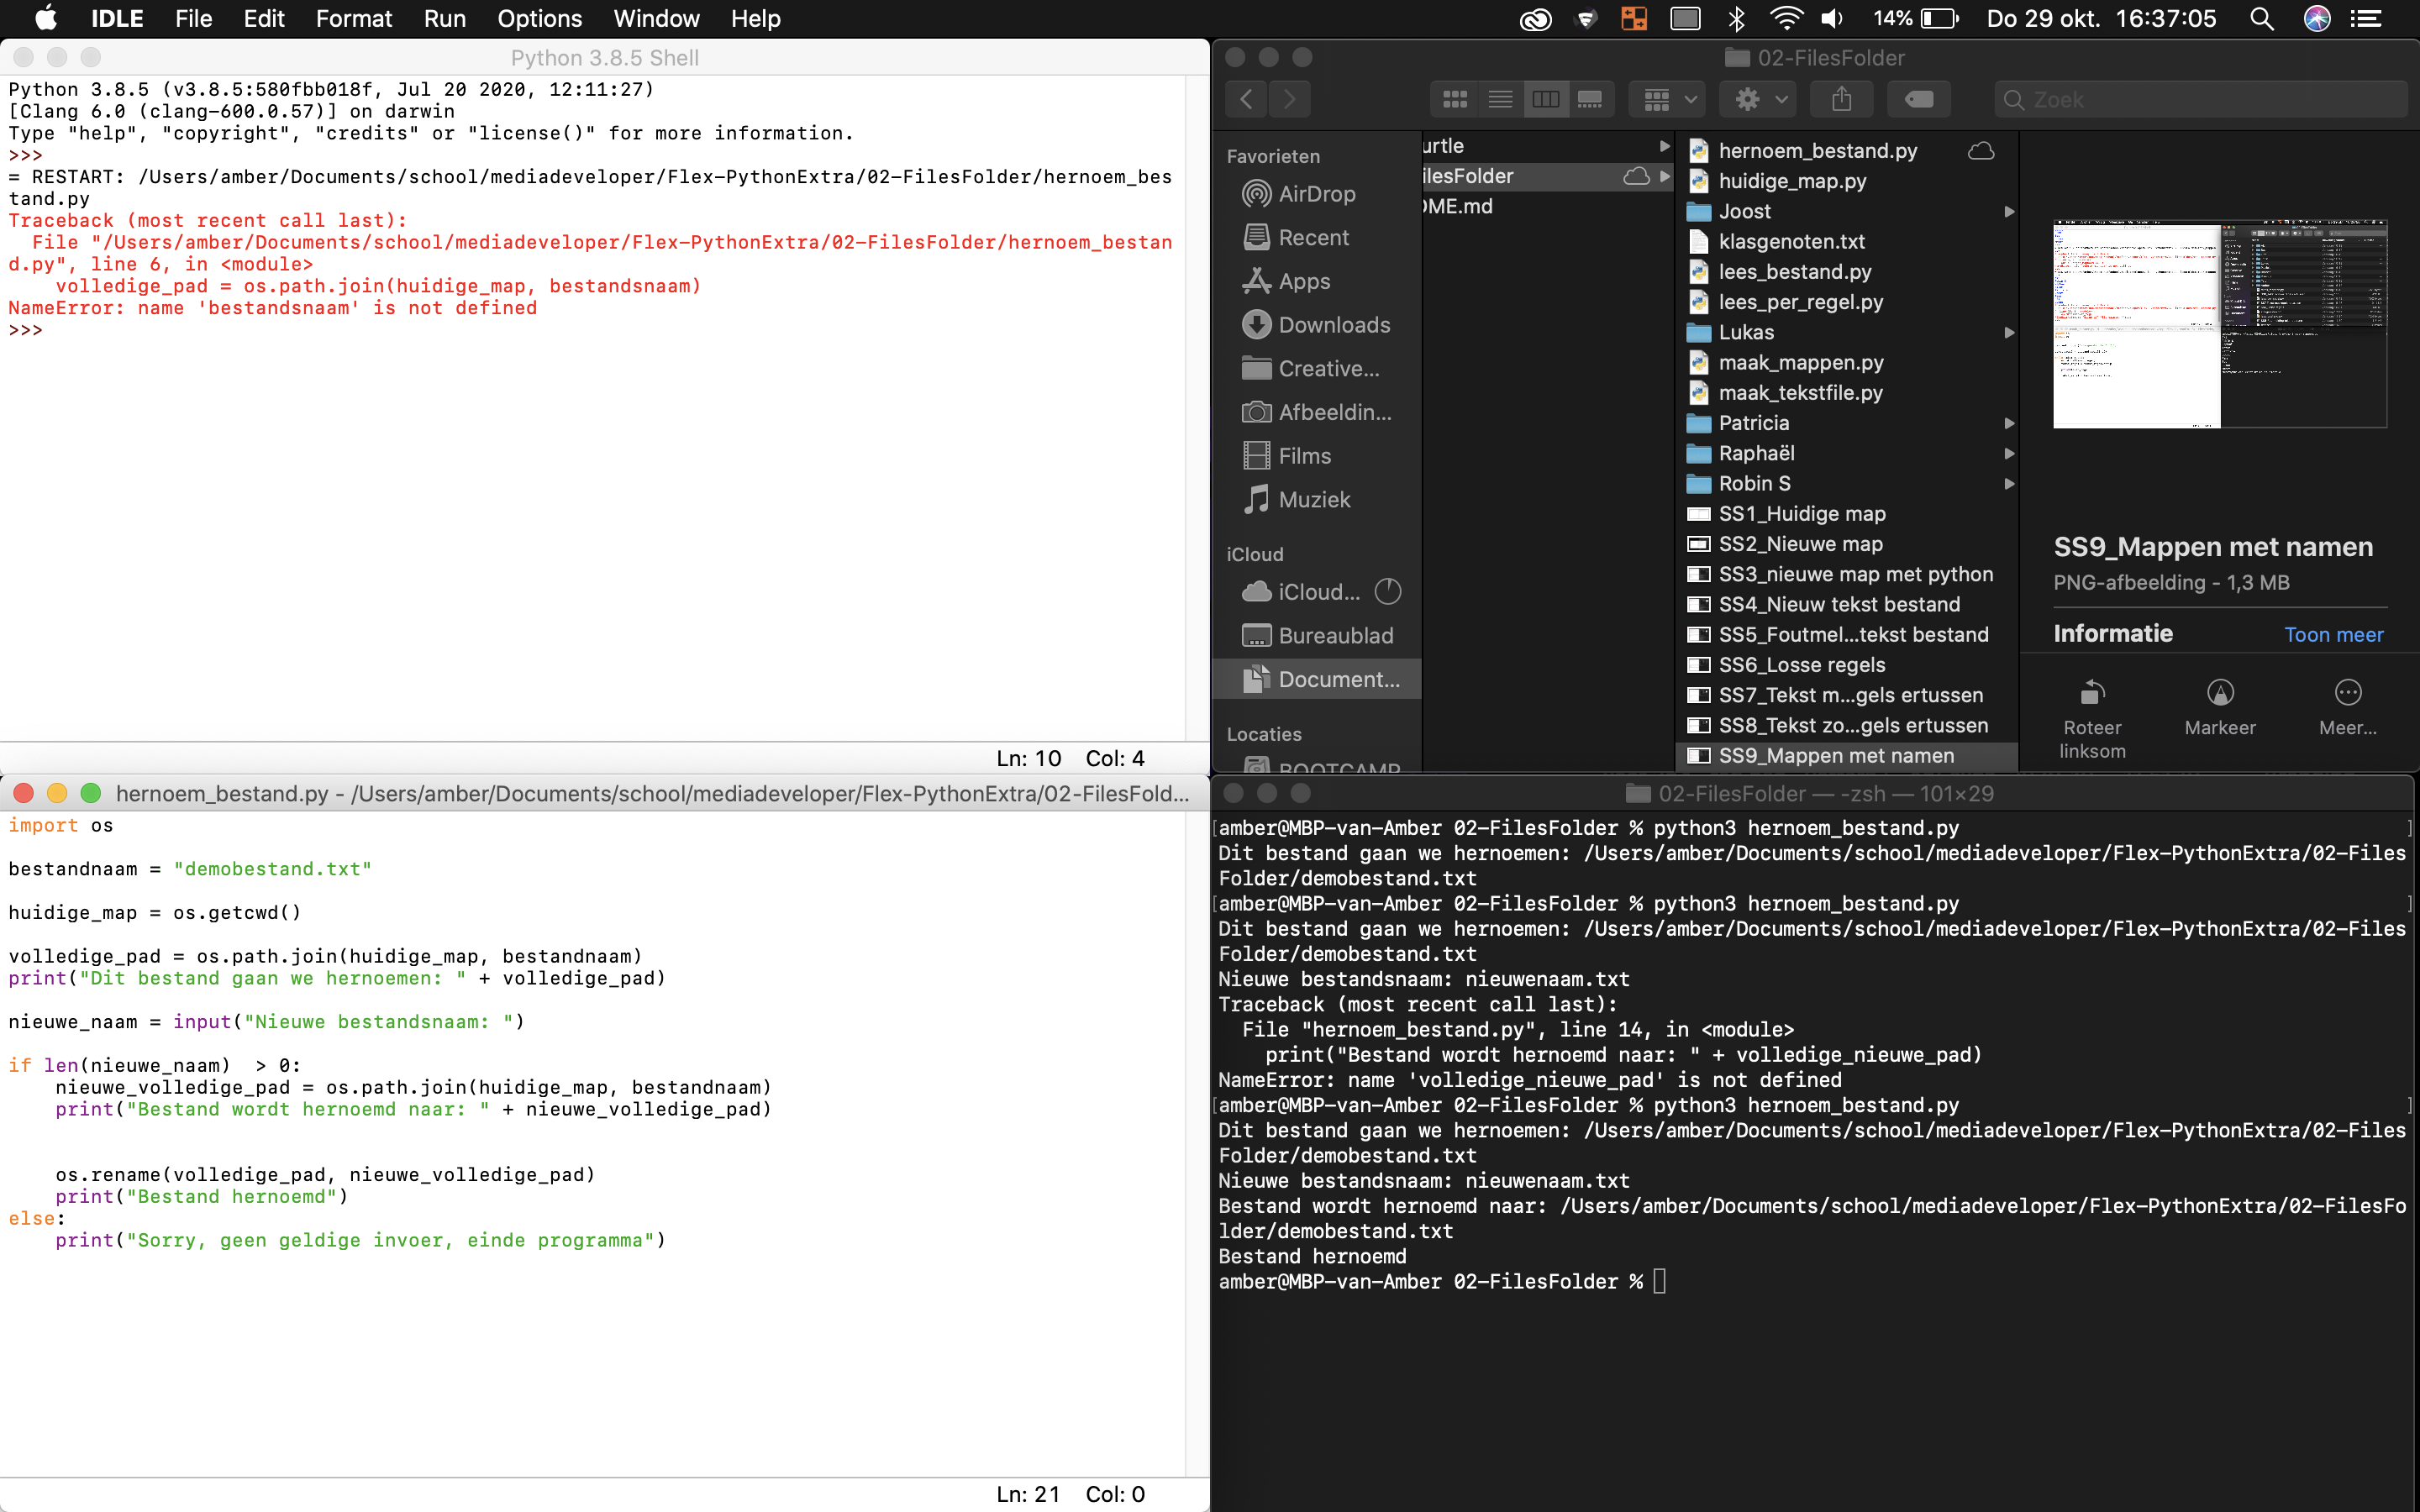 IDLE File Edit Format Run Options Window Help 14% Do 29 okt. 16:37:05
Python 3.8.5 Shell
Python 3.8.5 (v3.8.5:580fbb018f, Jul 20 2020, 12:11:27)
[Clang 6.0 (clang-600.0.57)] on darwin
Type "help", "copyright", "credits" or "license()" for more information.
>>>
= RESTART: /Users/amber/Documents/school/mediadeveloper/Flex-PythonExtra/02-FilesFolder/hernoem_bes
tand.py
Traceback (most recent call last):
  File "/Users/amber/Documents/school/mediadeveloper/Flex-PythonExtra/02-FilesFolder/hernoem_bestan
d.py", line 6, in <module>
    volledige_pad = os.path.join(huidige_map, bestandsnaam)
NameError: name 'bestandsnaam' is not defined
>>>
Ln: 10 Col: 4
02-FilesFolder
Zoek
Favorieten
AirDrop
Recent
Apps
Downloads
Creative...
Afbeeldin...
Films
Muziek
iCloud
iCloud...
Bureaublad
Document...
Locaties
BOOTCAMP
urtle
ilesFolder
ME.md
hernoem_bestand.py
huidige_map.py
Joost
klasgenoten.txt
lees_bestand.py
lees_per_regel.py
Lukas
maak_mappen.py
maak_tekstfile.py
Patricia
Raphaël
Robin S
SS1_Huidige map
SS2_Nieuwe map
SS3_nieuwe map met python
SS4_Nieuw tekst bestand
SS5_Foutmel...tekst bestand
SS6_Losse regels
SS7_Tekst m...gels ertussen
SS8_Tekst zo...gels ertussen
SS9_Mappen met namen
SS9_Mappen met namen
PNG-afbeelding - 1,3 MB
Informatie Toon meer
Roteer linksom
Markeer
Meer...
hernoem_bestand.py - /Users/amber/Documents/school/mediadeveloper/Flex-PythonExtra/02-FilesFold...
import os
bestandnaam = "demobestand.txt"
huidige_map = os.getcwd()
volledige_pad = os.path.join(huidige_map, bestandnaam)
print("Dit bestand gaan we hernoemen: " + volledige_pad)
nieuwe_naam = input("Nieuwe bestandsnaam: ")
if len(nieuwe_naam)  > 0:
    nieuwe_volledige_pad = os.path.join(huidige_map, bestandnaam)
    print("Bestand wordt hernoemd naar: " + nieuwe_volledige_pad)
    os.rename(volledige_pad, nieuwe_volledige_pad)
    print("Bestand hernoemd")
else:
    print("Sorry, geen geldige invoer, einde programma")
Ln: 21 Col: 0
02-FilesFolder — -zsh — 101×29
[amber@MBP-van-Amber 02-FilesFolder % python3 hernoem_bestand.py ]
Dit bestand gaan we hernoemen: /Users/amber/Documents/school/mediadeveloper/Flex-PythonExtra/02-Files
Folder/demobestand.txt
[amber@MBP-van-Amber 02-FilesFolder % python3 hernoem_bestand.py ]
Dit bestand gaan we hernoemen: /Users/amber/Documents/school/mediadeveloper/Flex-PythonExtra/02-Files
Folder/demobestand.txt
Nieuwe bestandsnaam: nieuwenaam.txt
Traceback (most recent call last):
  File "hernoem_bestand.py", line 14, in <module>
    print("Bestand wordt hernoemd naar: " + volledige_nieuwe_pad)
NameError: name 'volledige_nieuwe_pad' is not defined
[amber@MBP-van-Amber 02-FilesFolder % python3 hernoem_bestand.py ]
Dit bestand gaan we hernoemen: /Users/amber/Documents/school/mediadeveloper/Flex-PythonExtra/02-Files
Folder/demobestand.txt
Nieuwe bestandsnaam: nieuwenaam.txt
Bestand wordt hernoemd naar: /Users/amber/Documents/school/mediadeveloper/Flex-PythonExtra/02-FilesFo
lder/demobestand.txt
Bestand hernoemd
amber@MBP-van-Amber 02-FilesFolder %